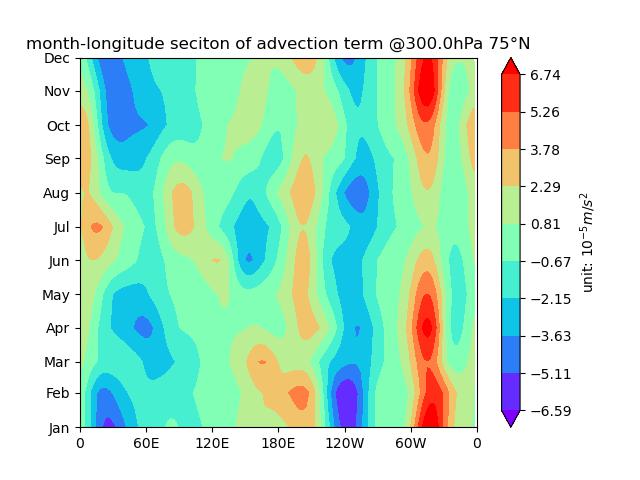 month-longitude seciton of advection term @300.0hPa 75°N
Dec
Nov
Oct
Sep
Aug
Jul
Jun
May
Apr
Mar
Feb
Jan
0 60E 120E 180E 120W 60W 0
6.74
5.26
3.78
2.29
0.81
−0.67
−2.15
−3.63
−5.11
−6.59
unit: 10⁻⁵m/s²